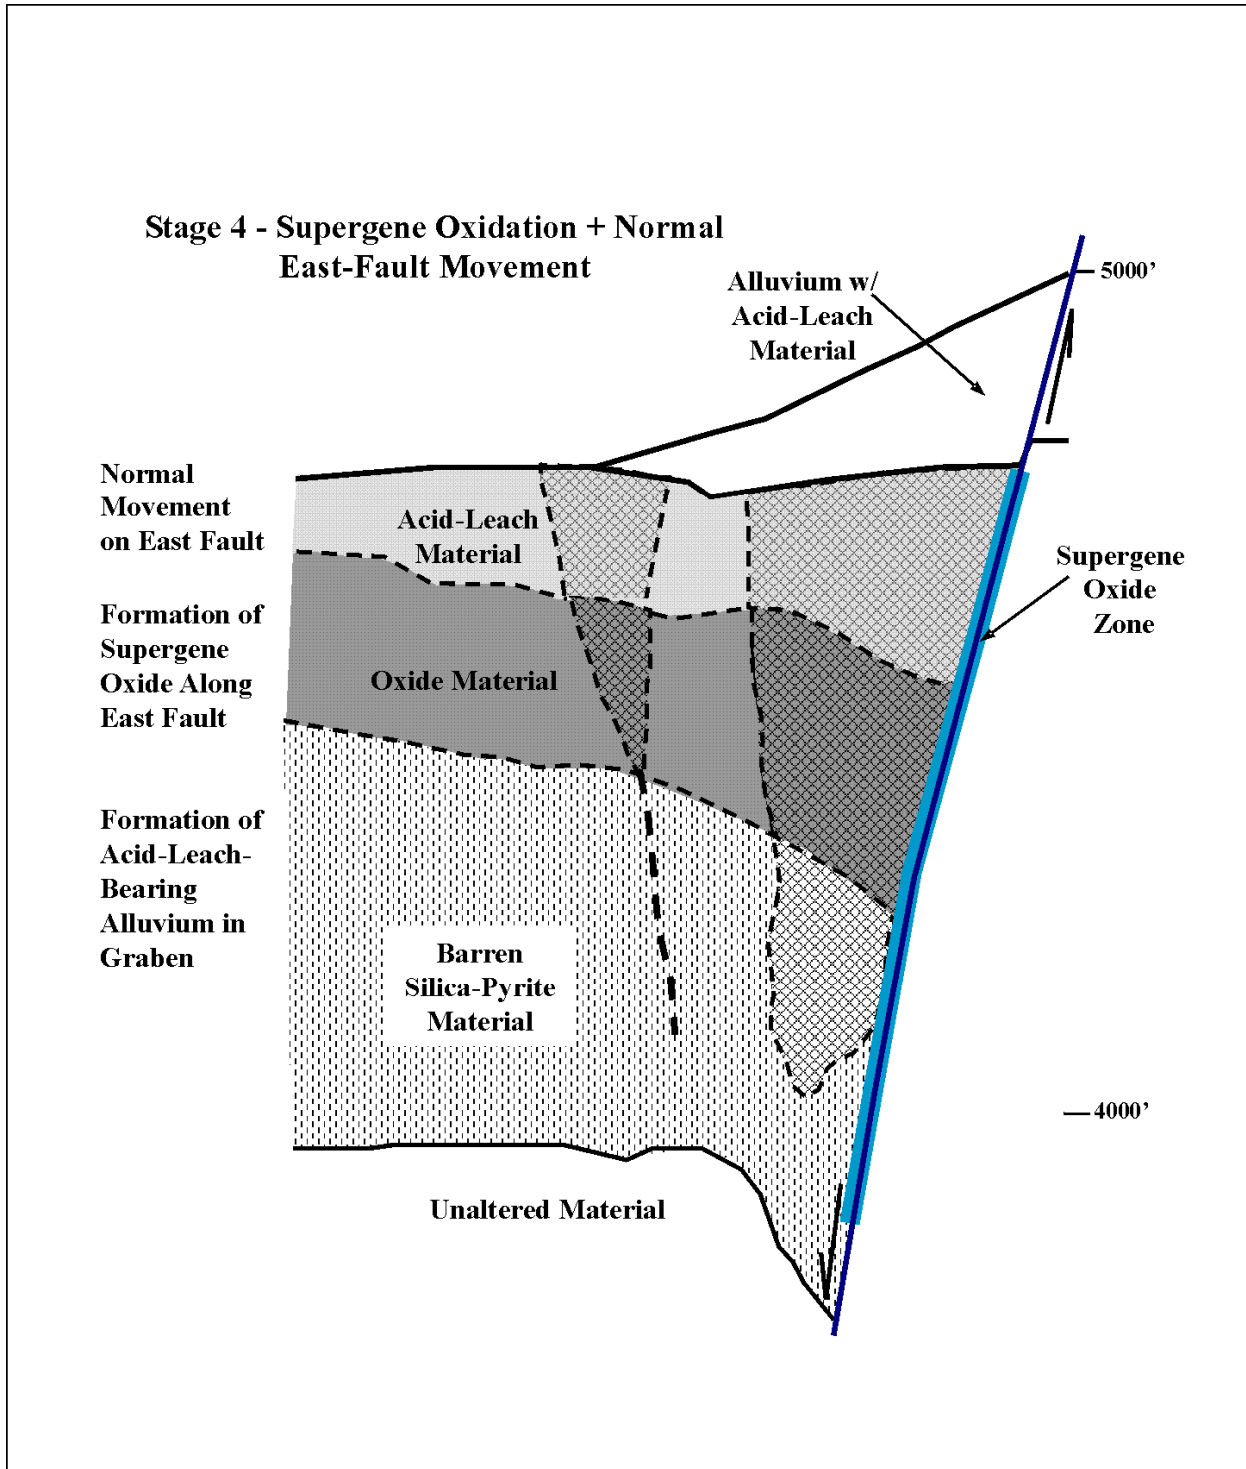 Stage 4 - Supergene Oxidation + Normal
East-Fault Movement
Alluvium w/
Acid-Leach
Material
5000’
Normal
Movement
on East Fault
Acid-Leach
Material
Supergene
Oxide
Zone
Formation of
Supergene
Oxide Along
East Fault
Oxide Material
Formation of
Acid-Leach-
Bearing
Alluvium in
Graben
Barren
Silica-Pyrite
Material
4000’
Unaltered Material